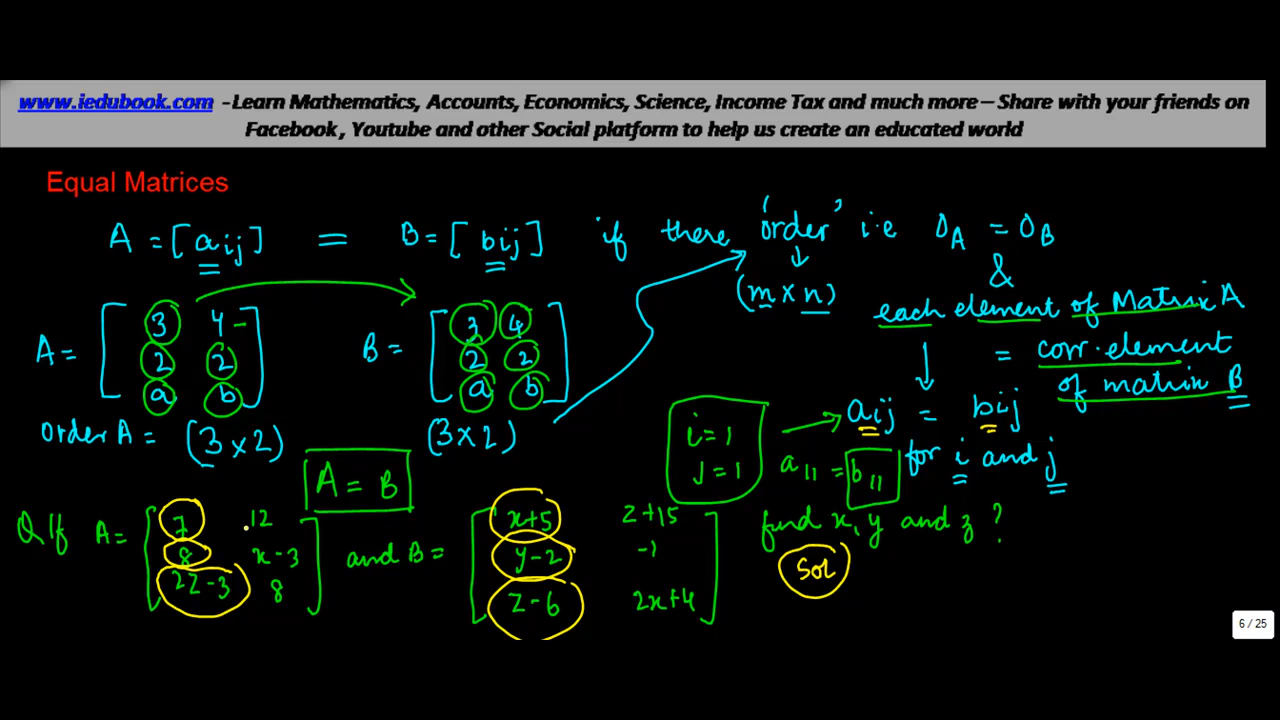 www.iedubook.com - Learn Mathematics, Accounts, Economics, Science, Income Tax and much more – Share with your friends on
Facebook, Youtube and other Social platform to help us create an educated world
Equal Matrices
A = [aij] = B = [bij] if there 'order' i.e OA = OB
(m × n)
&
each element of Matrix A
= corr. element
of matrix B
aij = bij
for i and j
A = [ 3 4
2 2
a b ]
B = [ 3 4
2 2
a b ]
order A = (3×2)
(3×2)
A = B
i=1
J=1
a11 = b11
Q. If A = [ 7 12
8 x-3
2Z-3 8 ]
and B = [ x+5 Z+15
y-2 -1
Z-6 2x+4 ]
find x, y and z ?
Sol
6 / 25